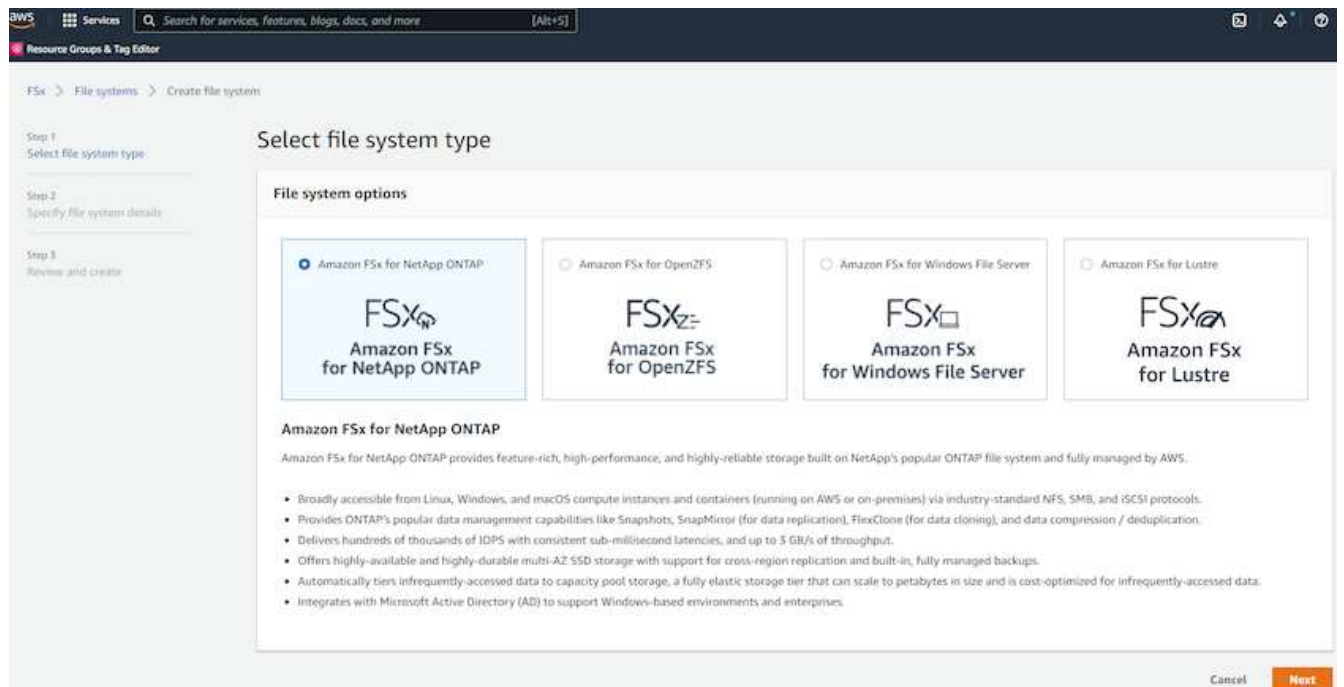 aws Services Search for services, features, blogs, docs, and more [Alt+S]
Resource Groups & Tag Editor
FSx > File systems > Create file system
Step 1
Select file system type
Step 2
Specify file system details
Step 3
Review and create
Select file system type
File system options
Amazon FSx for NetApp ONTAP
FSx N
Amazon FSx
for NetApp ONTAP
Amazon FSx for OpenZFS
FSx Z
Amazon FSx
for OpenZFS
Amazon FSx for Windows File Server
FSx
Amazon FSx
for Windows File Server
Amazon FSx for Lustre
FSx
Amazon FSx
for Lustre
Amazon FSx for NetApp ONTAP
Amazon FSx for NetApp ONTAP provides feature-rich, high-performance, and highly-reliable storage built on NetApp's popular ONTAP file system and fully managed by AWS.
• Broadly accessible from Linux, Windows, and macOS compute instances and containers (running on AWS or on-premises) via industry-standard NFS, SMB, and iSCSI protocols.
• Provides ONTAP's popular data management capabilities like Snapshots, SnapMirror (for data replication), FlexClone (for data cloning), and data compression / deduplication.
• Delivers hundreds of thousands of IOPS with consistent sub-millisecond latencies, and up to 3 GB/s of throughput.
• Offers highly-available and highly-durable multi-AZ SSD storage with support for cross-region replication and built-in, fully managed backups.
• Automatically tiers infrequently-accessed data to capacity pool storage, a fully elastic storage tier that can scale to petabytes in size and is cost-optimized for infrequently-accessed data.
• Integrates with Microsoft Active Directory (AD) to support Windows-based environments and enterprises.
Cancel Next